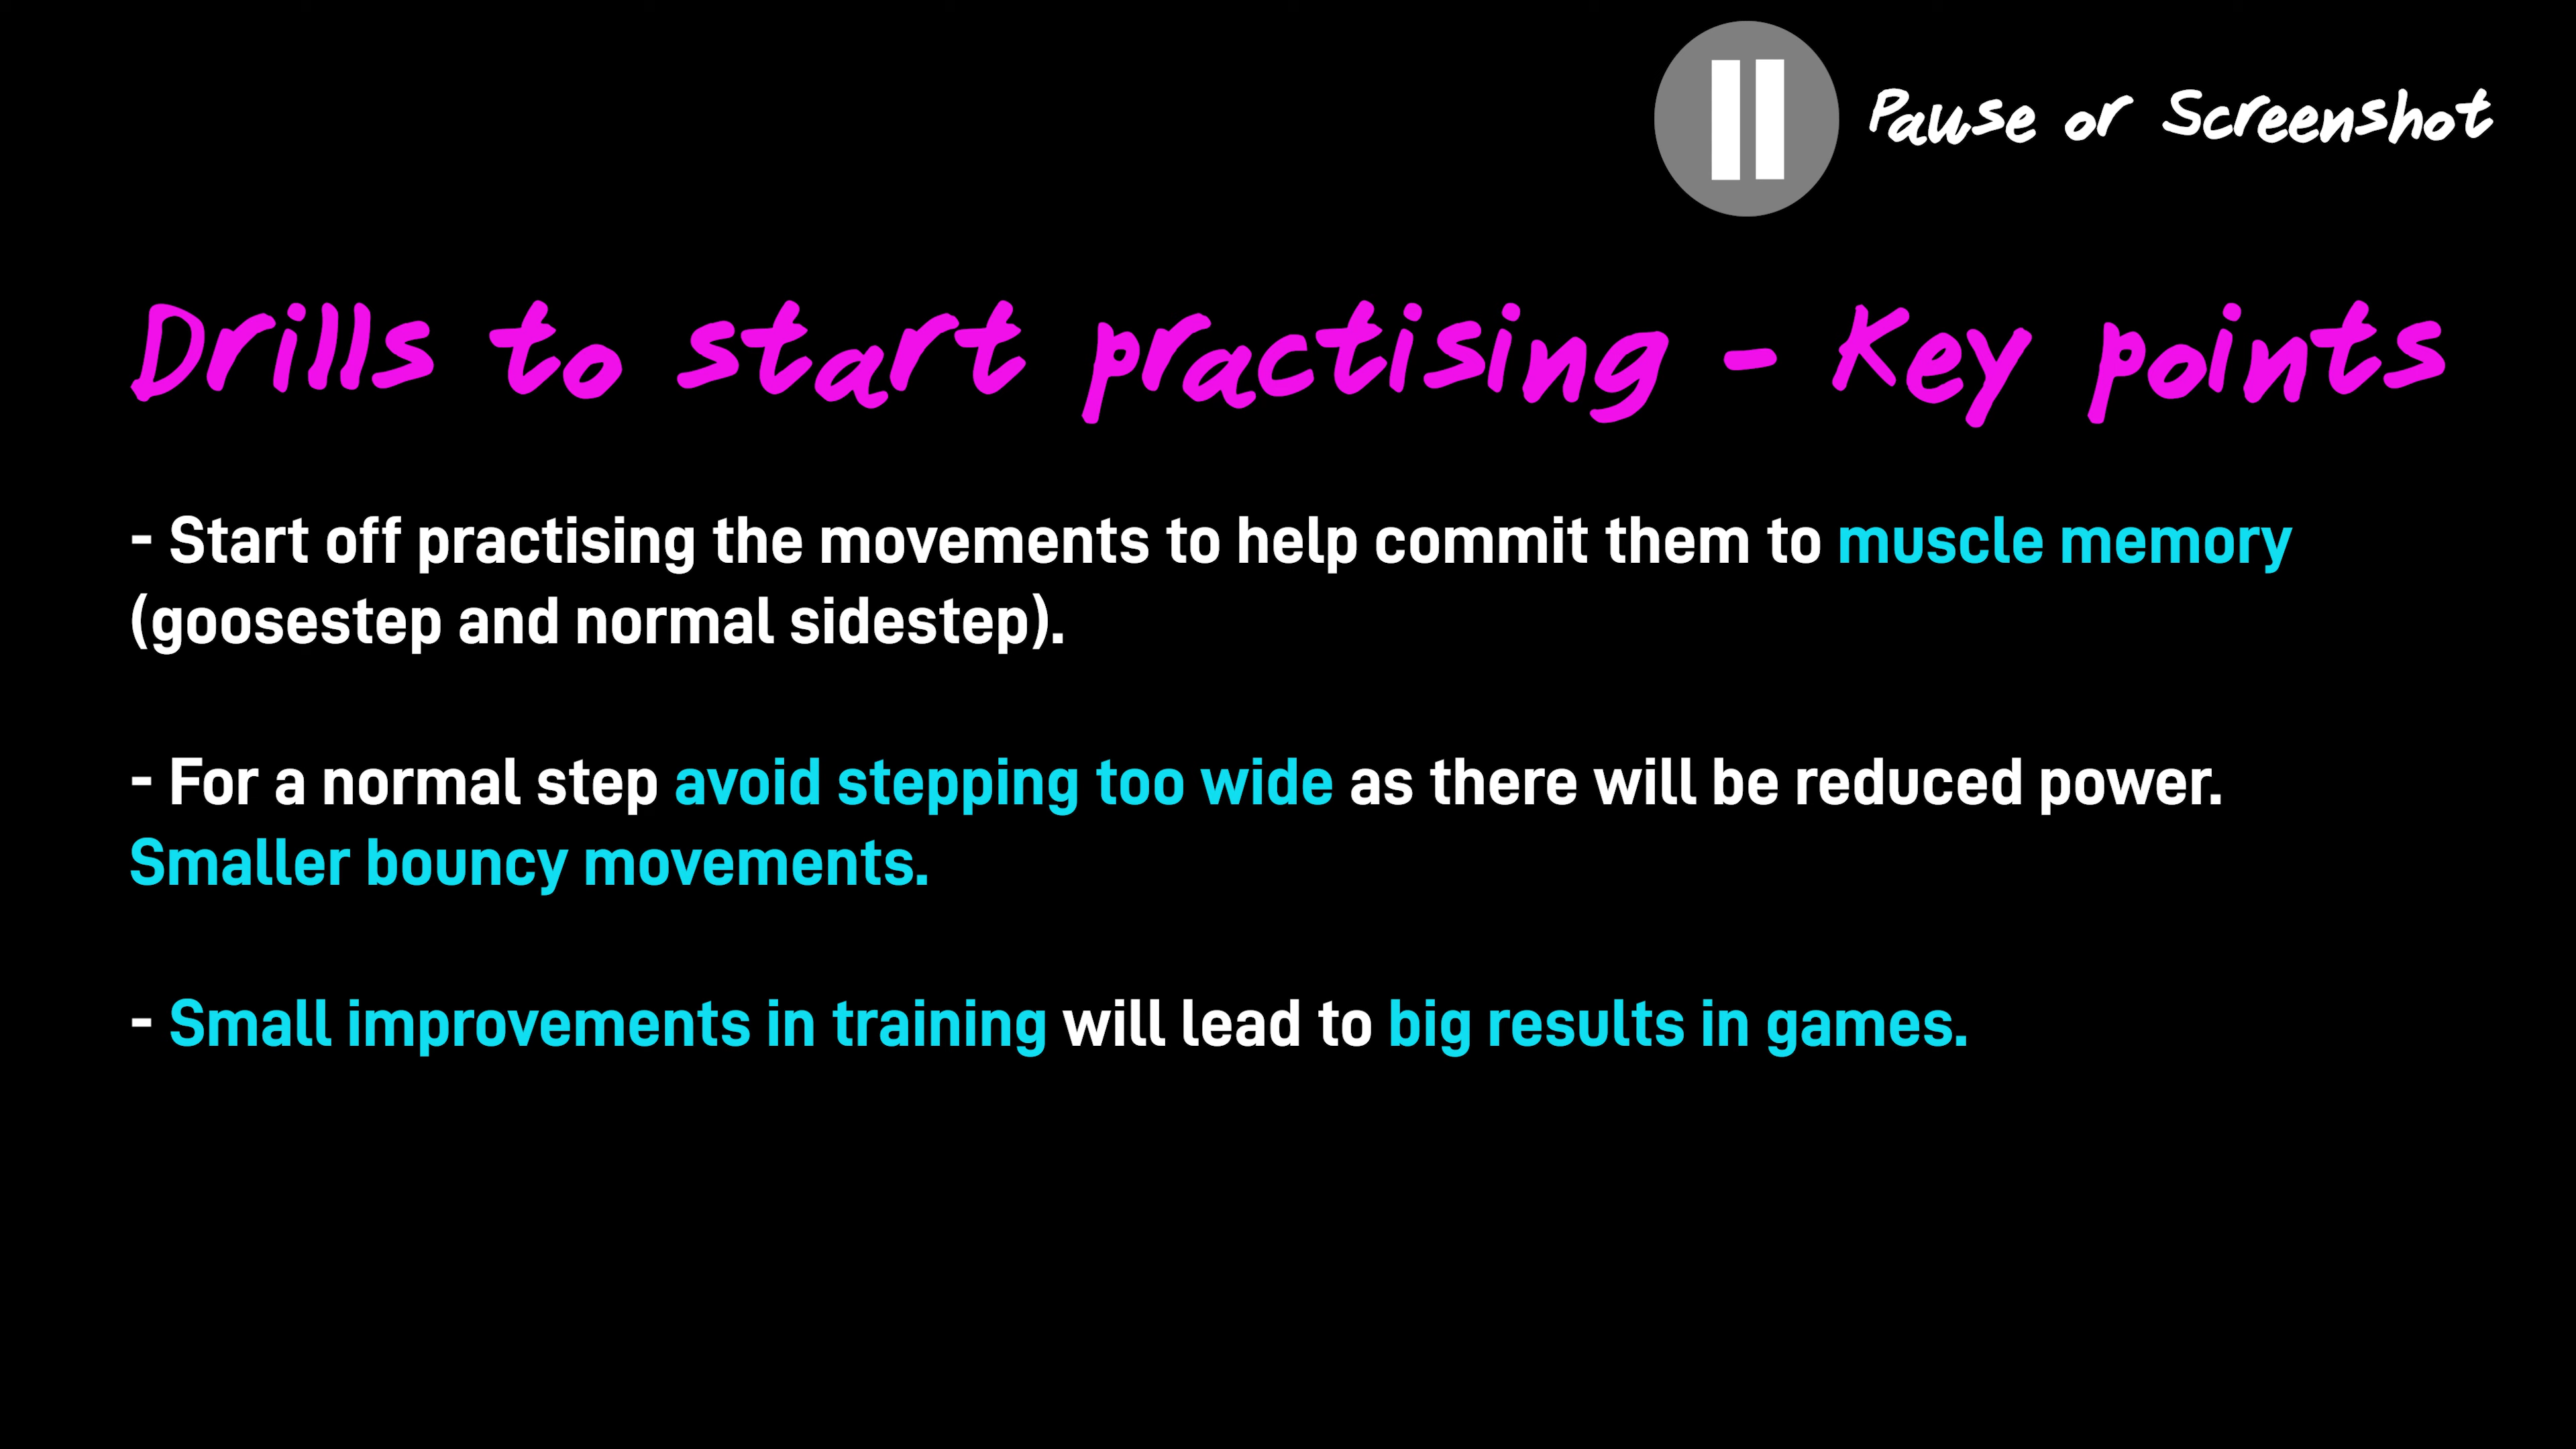 Pause or Screenshot
Drills to start practising - Key points
- Start off practising the movements to help commit them to muscle memory
(goosestep and normal sidestep).
- For a normal step avoid stepping too wide as there will be reduced power.
Smaller bouncy movements.
- Small improvements in training will lead to big results in games.